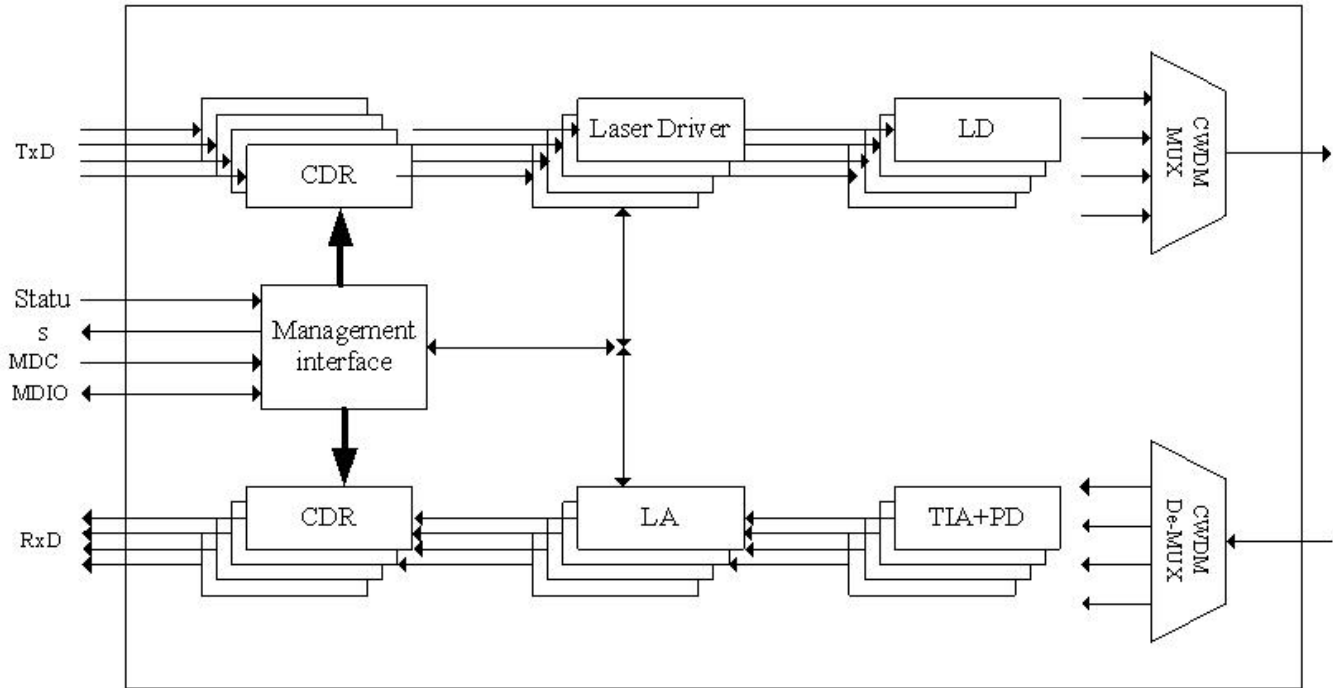 TxD
CDR
Laser Driver
LD
CWDM
MUX
Statu
s
MDC
MDIO
Management
interface
RxD
CDR
LA
TIA+PD
CWDM
De-MUX